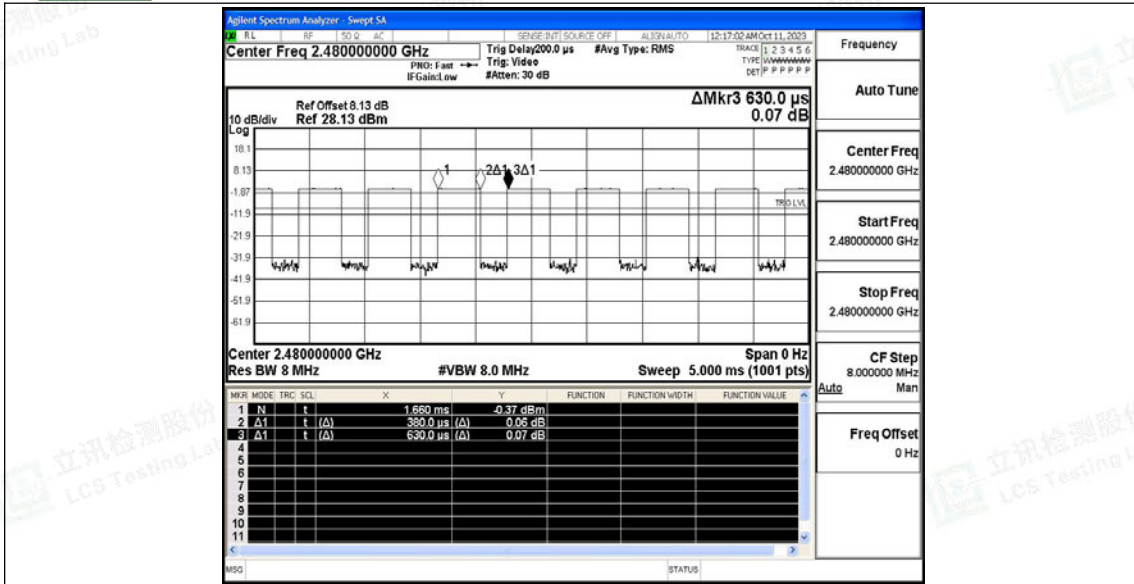 Agilent Spectrum Analyzer - Swept SA
RL RF 50 Ω AC SENSE:INT SOURCE OFF ALIGNAUTO 12:17:02 AM Oct 11, 2023
Center Freq 2.480000000 GHz
PNO: Fast
IFGain:Low
Trig Delay200.0 µs
Trig: Video
#Atten: 30 dB
#Avg Type: RMS
TRACE 1 2 3 4 5 6
TYPE WWWWWW
DET P P P P P P
Ref Offset 8.13 dB
10 dB/div Ref 28.13 dBm
Log
ΔMkr3 630.0 µs
0.07 dB
18.1
8.13
-1.87
-11.9
-21.9
-31.9
-41.9
-51.9
-61.9
1 2Δ1 3Δ1
TRIG LVL
Center 2.480000000 GHz Span 0 Hz
Res BW 8 MHz #VBW 8.0 MHz Sweep 5.000 ms (1001 pts)
MKR MODE TRC SCL X Y FUNCTION FUNCTION WIDTH FUNCTION VALUE
1 N t 1.660 ms -0.37 dBm
2 Δ1 t (Δ) 380.0 µs (Δ) 0.06 dB
3 Δ1 t (Δ) 630.0 µs (Δ) 0.07 dB
4
5
6
7
8
9
10
11
MSG STATUS
Frequency
Auto Tune
Center Freq
2.480000000 GHz
Start Freq
2.480000000 GHz
Stop Freq
2.480000000 GHz
CF Step
8.000000 MHz
Auto Man
Freq Offset
0 Hz
立讯检测股份
LCS Testing Lab
立讯检测股份